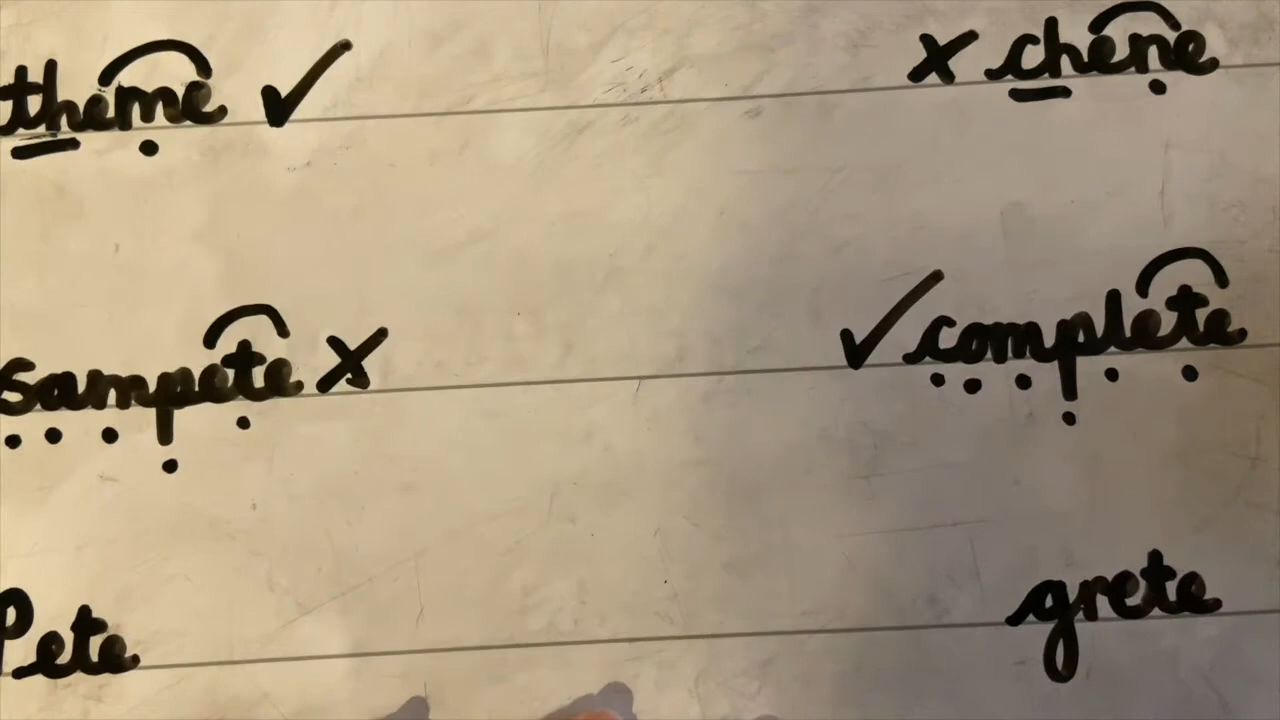 theme ✓ x chene
sampete x ✓ complete
Pete grete